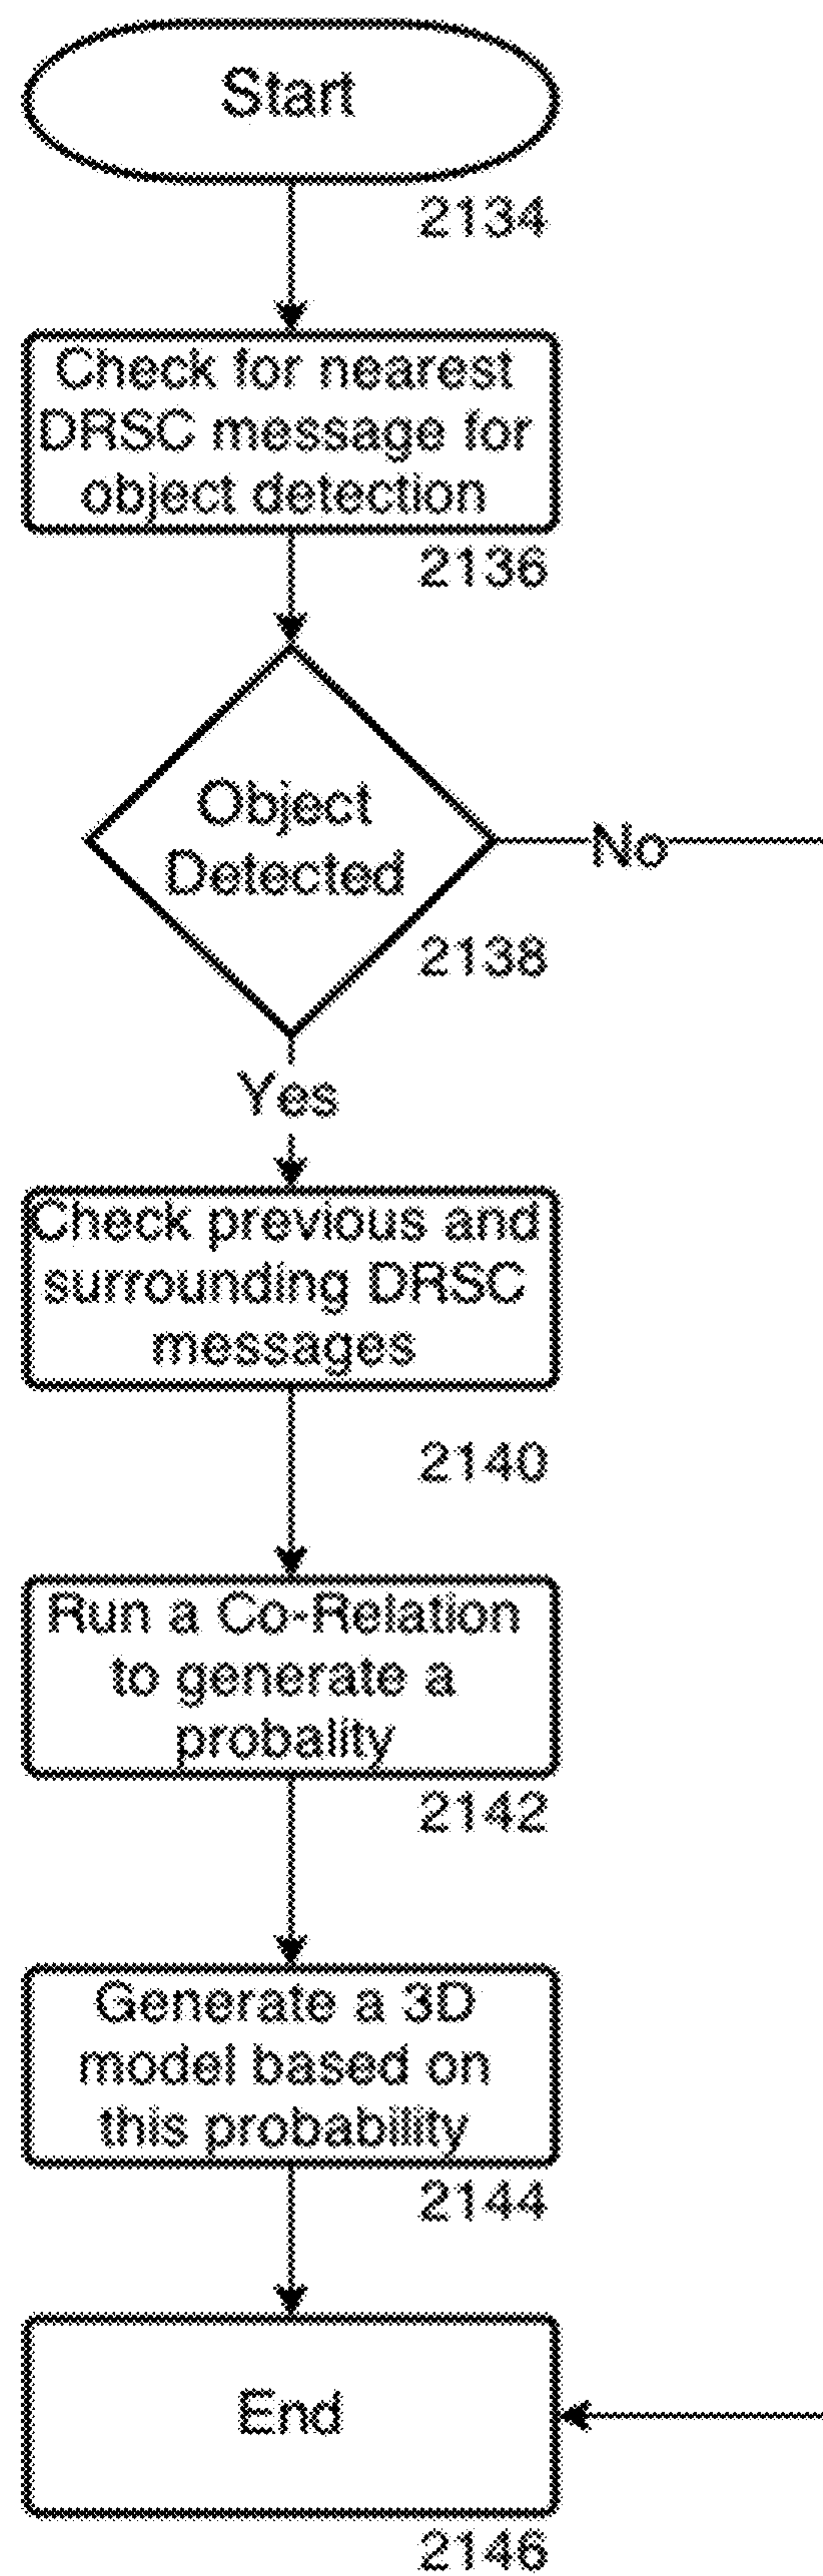 Start
2134
Check for nearest
DRSC message for
object detection
2136
Object
Detected
No
2138
Yes
Check previous and
surrounding DRSC
messages
2140
Run a Co-Relation
to generate a
probality
2142
Generate a 3D
model based on
this probability
2144
End
2146